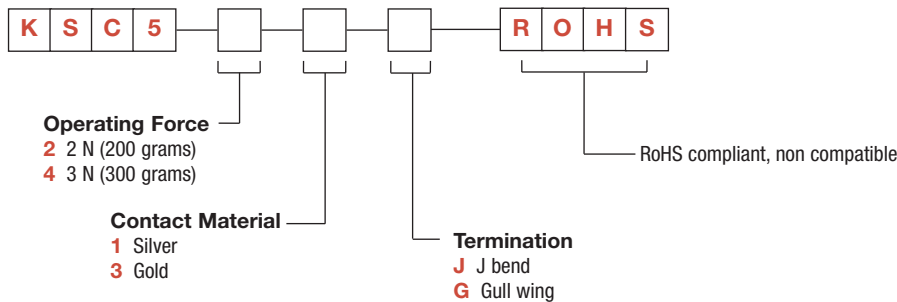 K S C 5 R O H S
Operating Force
2 2 N (200 grams)
4 3 N (300 grams)
RoHS compliant, non compatible
Contact Material
1 Silver
3 Gold
Termination
J J bend
G Gull wing